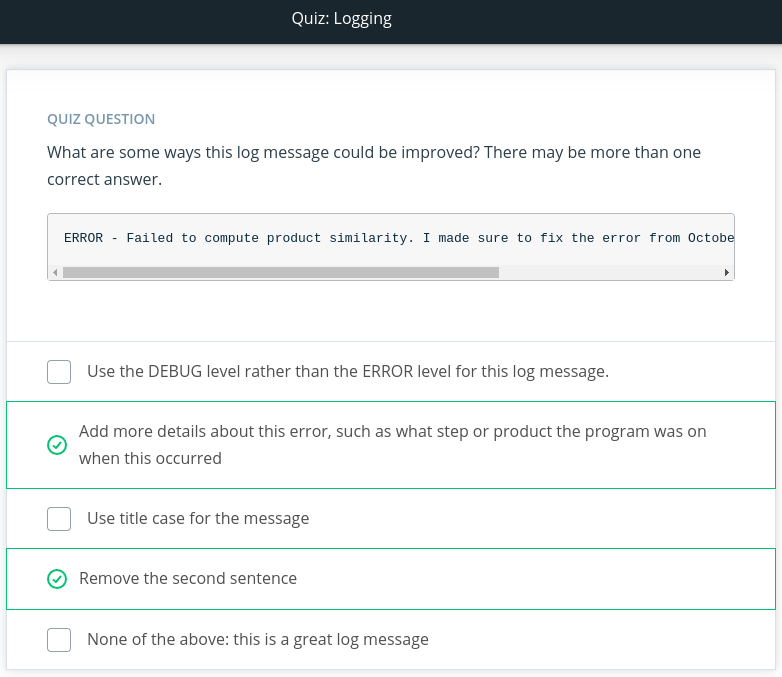 Quiz: Logging
QUIZ QUESTION
What are some ways this log message could be improved? There may be more than one
correct answer.
ERROR - Failed to compute product similarity. I made sure to fix the error from Octobe
Use the DEBUG level rather than the ERROR level for this log message.
Add more details about this error, such as what step or product the program was on
when this occurred
Use title case for the message
Remove the second sentence
None of the above: this is a great log message